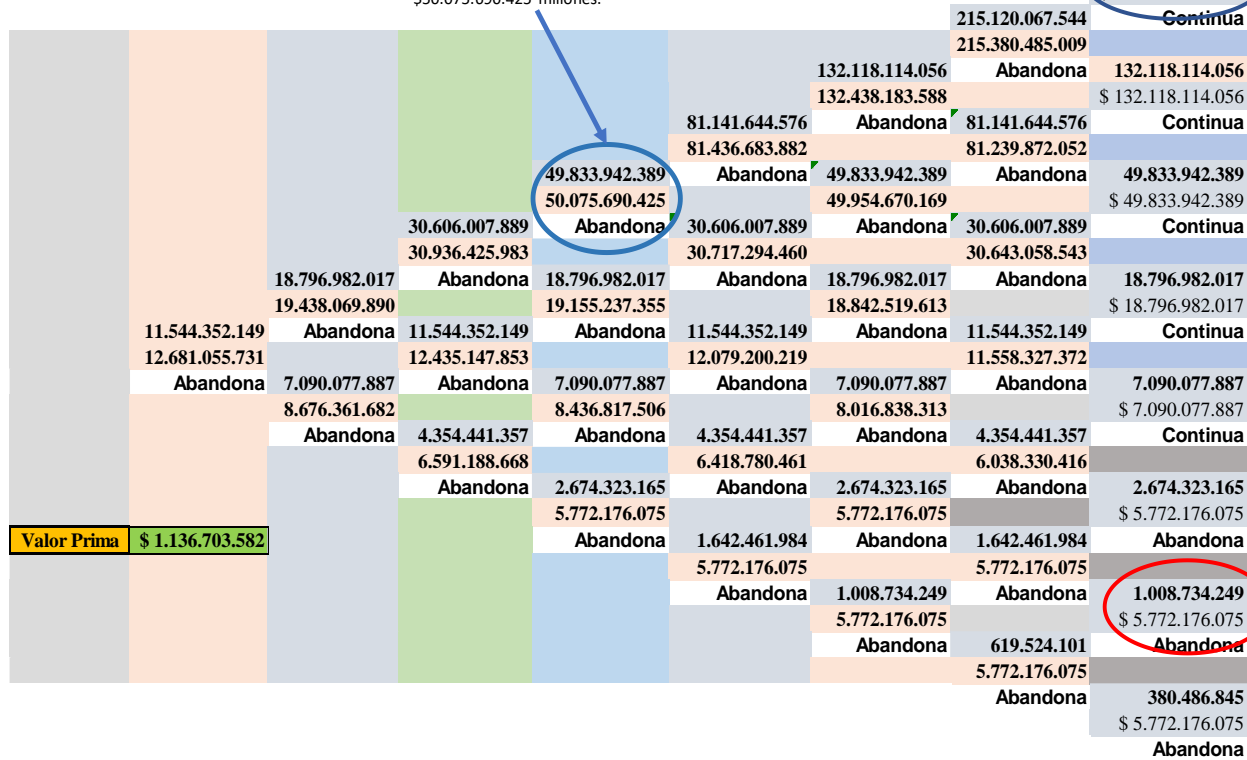 $50.075.690.425 millones.
215.120.067.544 Continua
215.380.485.009
132.118.114.056 Abandona 132.118.114.056
132.438.183.588 $ 132.118.114.056
81.141.644.576 Abandona 81.141.644.576 Continua
81.436.683.882 81.239.872.052
49.833.942.389 Abandona 49.833.942.389 Abandona 49.833.942.389
50.075.690.425 49.954.670.169 $ 49.833.942.389
30.606.007.889 Abandona 30.606.007.889 Abandona 30.606.007.889 Continua
30.936.425.983 30.717.294.460 30.643.058.543
18.796.982.017 Abandona 18.796.982.017 Abandona 18.796.982.017 Abandona 18.796.982.017
19.438.069.890 19.155.237.355 18.842.519.613 $ 18.796.982.017
11.544.352.149 Abandona 11.544.352.149 Abandona 11.544.352.149 Abandona 11.544.352.149 Continua
12.681.055.731 12.435.147.853 12.079.200.219 11.558.327.372
Abandona 7.090.077.887 Abandona 7.090.077.887 Abandona 7.090.077.887 Abandona 7.090.077.887
8.676.361.682 8.436.817.506 8.016.838.313 $ 7.090.077.887
Abandona 4.354.441.357 Abandona 4.354.441.357 Abandona 4.354.441.357 Continua
6.591.188.668 6.418.780.461 6.038.330.416
Abandona 2.674.323.165 Abandona 2.674.323.165 Abandona 2.674.323.165
5.772.176.075 5.772.176.075 $ 5.772.176.075
Valor Prima $ 1.136.703.582 Abandona 1.642.461.984 Abandona 1.642.461.984 Abandona
5.772.176.075 5.772.176.075
Abandona 1.008.734.249 Abandona 1.008.734.249
5.772.176.075 $ 5.772.176.075
Abandona 619.524.101 Abandona
5.772.176.075
Abandona 380.486.845
$ 5.772.176.075
Abandona